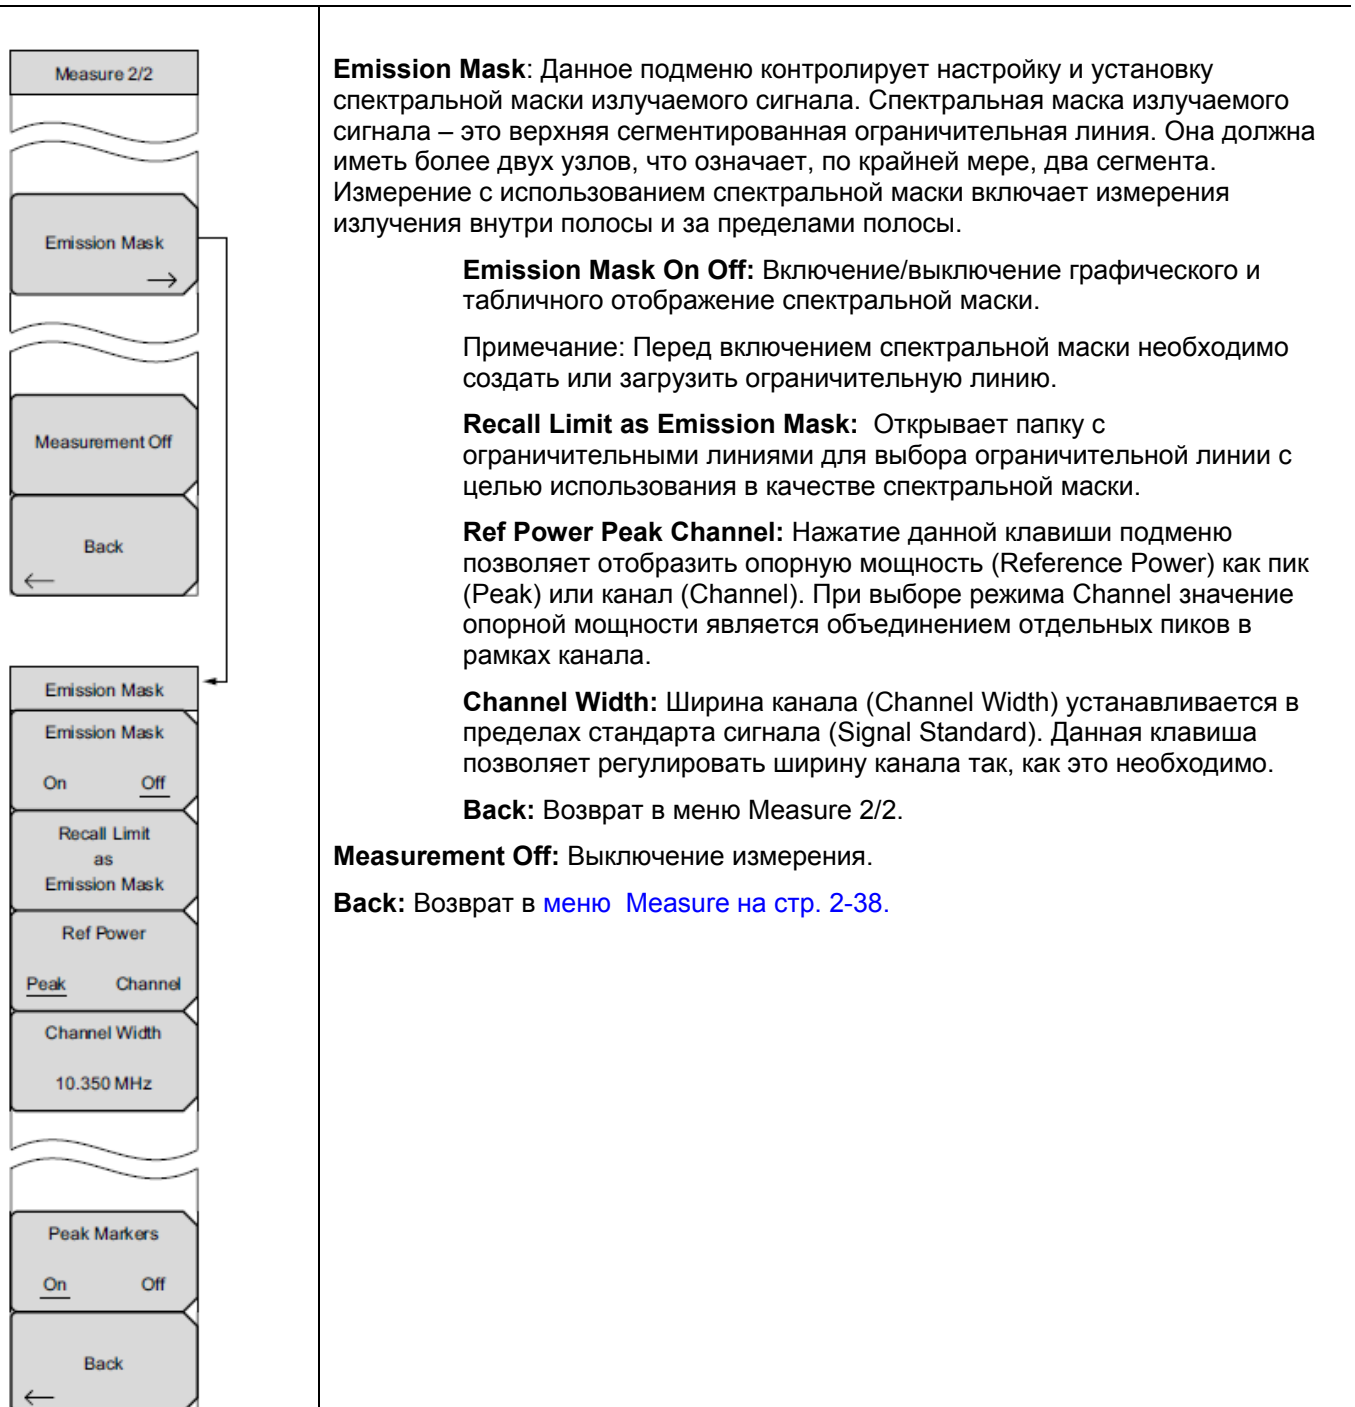 Measure 2/2
Emission Mask
Measurement Off
Back
Emission Mask
Emission Mask
On Off
Recall Limit
as
Emission Mask
Ref Power
Peak Channel
Channel Width
10.350 MHz
Peak Markers
On Off
Back
Emission Mask: Данное подменю контролирует настройку и установку
спектральной маски излучаемого сигнала. Спектральная маска излучаемого
сигнала – это верхняя сегментированная ограничительная линия. Она должна
иметь более двух узлов, что означает, по крайней мере, два сегмента.
Измерение с использованием спектральной маски включает измерения
излучения внутри полосы и за пределами полосы.
Emission Mask On Off: Включение/выключение графического и
табличного отображение спектральной маски.
Примечание: Перед включением спектральной маски необходимо
создать или загрузить ограничительную линию.
Recall Limit as Emission Mask: Открывает папку с
ограничительными линиями для выбора ограничительной линии с
целью использования в качестве спектральной маски.
Ref Power Peak Channel: Нажатие данной клавиши подменю
позволяет отобразить опорную мощность (Reference Power) как пик
(Peak) или канал (Channel). При выборе режима Channel значение
опорной мощности является объединением отдельных пиков в
рамках канала.
Channel Width: Ширина канала (Channel Width) устанавливается в
пределах стандарта сигнала (Signal Standard). Данная клавиша
позволяет регулировать ширину канала так, как это необходимо.
Back: Возврат в меню Measure 2/2.
Measurement Off: Выключение измерения.
Back: Возврат в меню Measure на стр. 2-38.